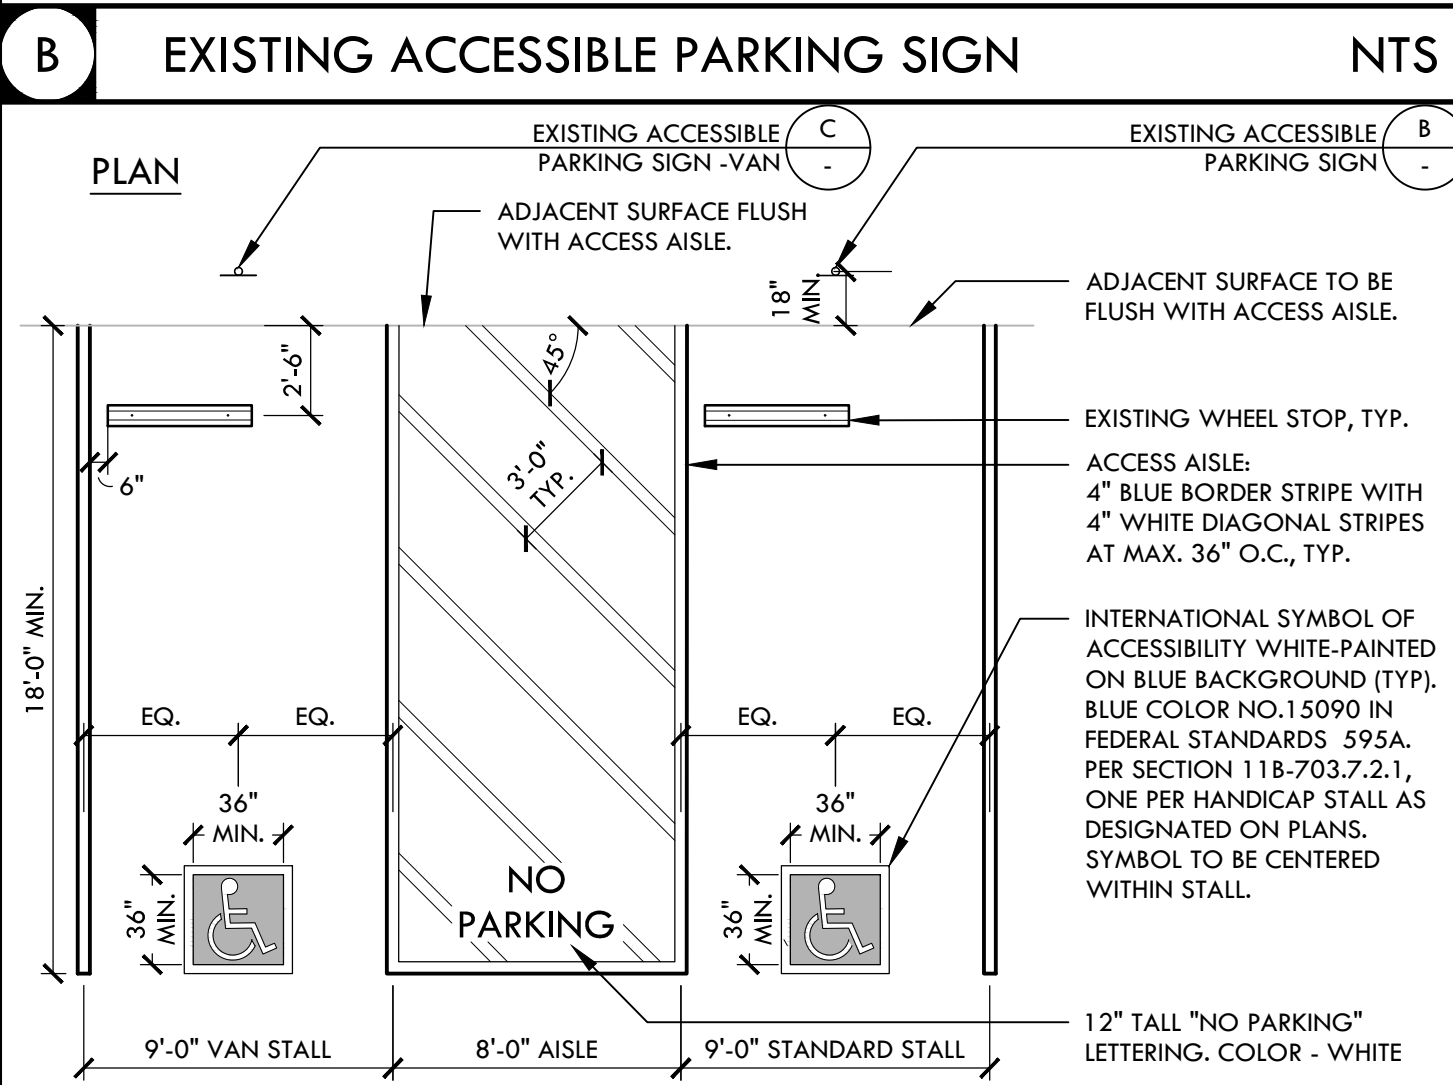 B EXISTING ACCESSIBLE PARKING SIGN NTS
PLAN
EXISTING ACCESSIBLE
PARKING SIGN -VAN
C
-
EXISTING ACCESSIBLE
PARKING SIGN
B
-
ADJACENT SURFACE FLUSH
WITH ACCESS AISLE.
18"
MIN.
ADJACENT SURFACE TO BE
FLUSH WITH ACCESS AISLE.
2'-6"
45°
6"
3'-0"
TYP.
EXISTING WHEEL STOP, TYP.
ACCESS AISLE:
4" BLUE BORDER STRIPE WITH
4" WHITE DIAGONAL STRIPES
AT MAX. 36" O.C., TYP.
18'-0" MIN.
INTERNATIONAL SYMBOL OF
ACCESSIBILITY WHITE-PAINTED
ON BLUE BACKGROUND (TYP).
BLUE COLOR NO.15090 IN
FEDERAL STANDARDS 595A.
PER SECTION 11B-703.7.2.1,
ONE PER HANDICAP STALL AS
DESIGNATED ON PLANS.
SYMBOL TO BE CENTERED
WITHIN STALL.
EQ. EQ. EQ. EQ.
36"
MIN.
36"
MIN.
36"
MIN.
36"
MIN.
NO
PARKING
12" TALL "NO PARKING"
LETTERING. COLOR - WHITE
9'-0" VAN STALL 8'-0" AISLE 9'-0" STANDARD STALL